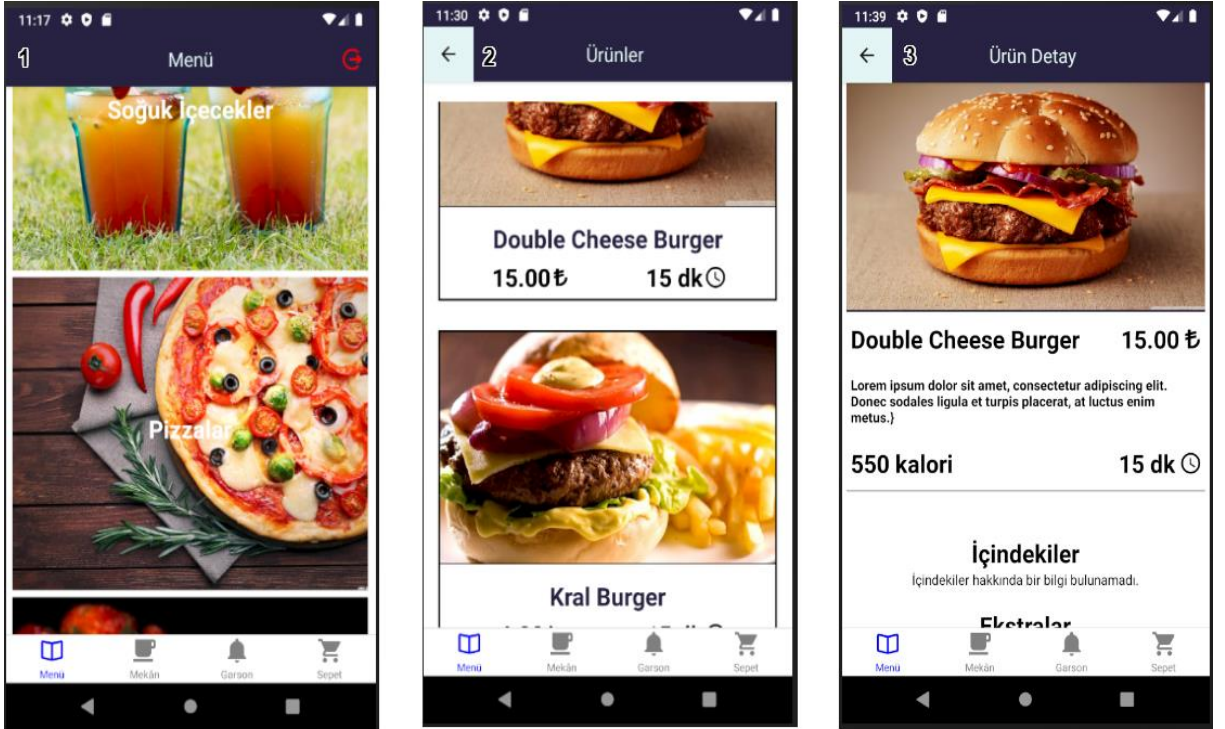 11:17
1
Menü
Soğuk İçecekler
Pizzalar
Menü Mekân Garson Sepet
11:30
2
Ürünler
Double Cheese Burger
15.00₺ 15 dk
Kral Burger
Menü Mekân Garson Sepet
11:39
3
Ürün Detay
Double Cheese Burger 15.00 ₺
Lorem ipsum dolor sit amet, consectetur adipiscing elit.
Donec sodales ligula et turpis placerat, at luctus enim
metus.}
550 kalori 15 dk
İçindekiler
İçindekiler hakkında bir bilgi bulunamadı.
Ekstralar
Menü Mekân Garson Sepet